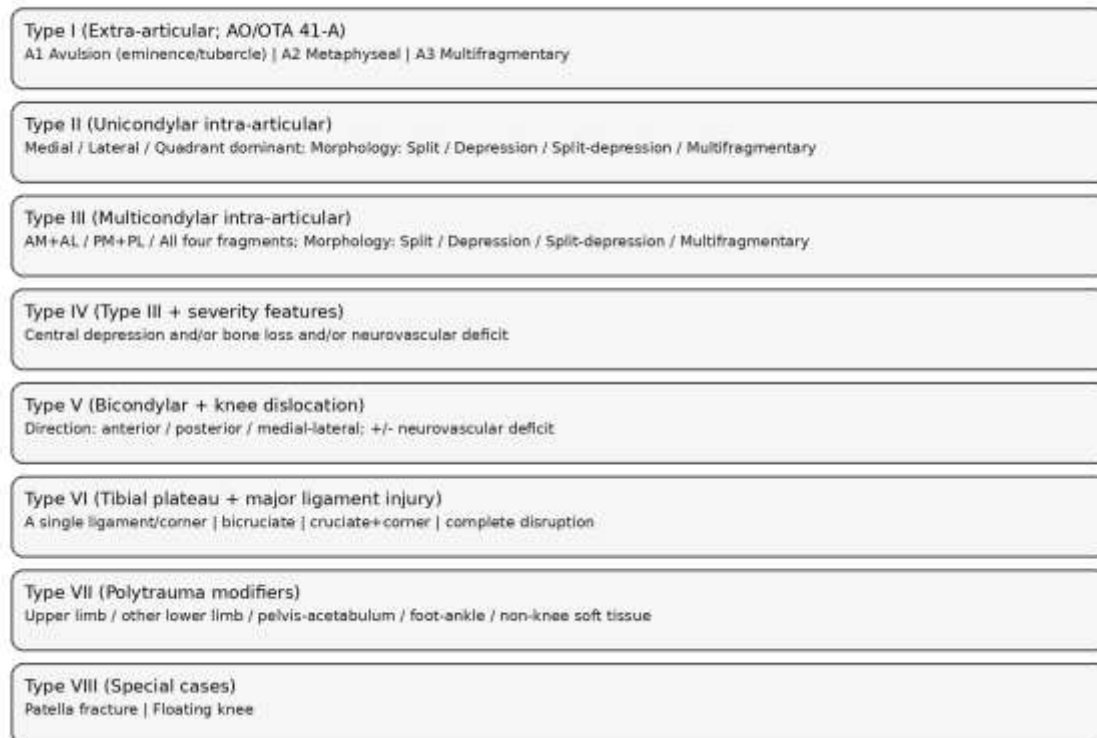 Type I (Extra-articular; AO/OTA 41-A)
A1 Avulsion (eminence/tubercle) | A2 Metaphyseal | A3 Multifragmentary
Type II (Unicondylar intra-articular)
Medial / Lateral / Quadrant dominant; Morphology: Split / Depression / Split-depression / Multifragmentary
Type III (Multicondylar intra-articular)
AM+AL / PM+PL / All four fragments; Morphology: Split / Depression / Split-depression / Multifragmentary
Type IV (Type III + severity features)
Central depression and/or bone loss and/or neurovascular deficit
Type V (Bicondylar + knee dislocation)
Direction: anterior / posterior / medial-lateral; +/- neurovascular deficit
Type VI (Tibial plateau + major ligament injury)
A single ligament/corner | bicruciate | cruciate+corner | complete disruption
Type VII (Polytrauma modifiers)
Upper limb / other lower limb / pelvis-acetabulum / foot-ankle / non-knee soft tissue
Type VIII (Special cases)
Patella fracture | Floating knee